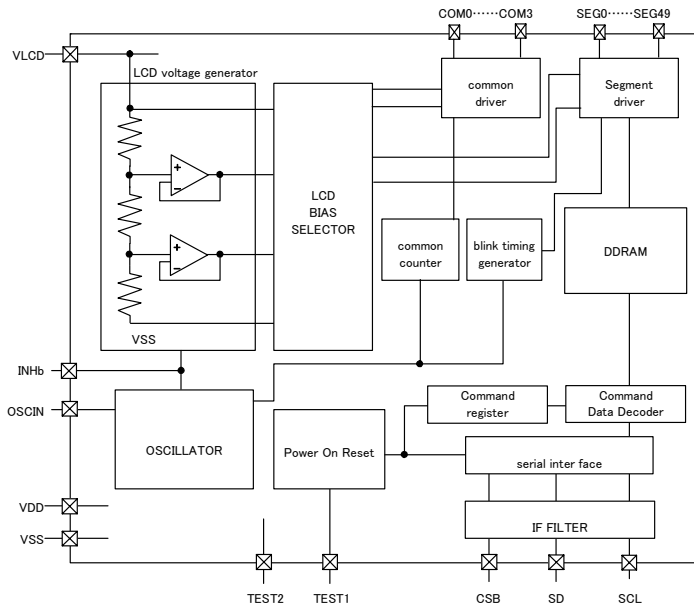 COM0……COM3
SEG0……SEG49
VLCD
LCD voltage generator
common
driver
Segment
driver
+
−
LCD
BIAS
SELECTOR
common
counter
blink timing
generator
DDRAM
+
−
VSS
INHb
OSCIN
OSCILLATOR
Power On Reset
Command
register
Command
Data Decoder
serial inter face
IF FILTER
VDD
VSS
TEST2
TEST1
CSB
SD
SCL